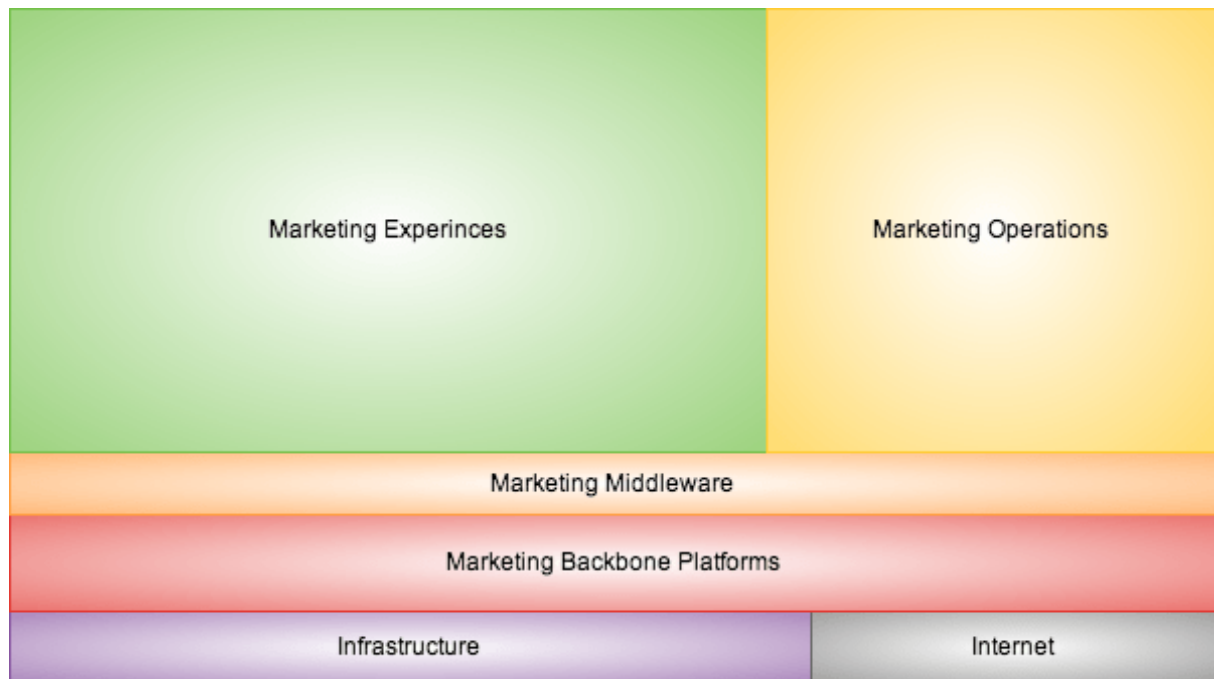 Marketing Experinces
Marketing Operations
Marketing Middleware
Marketing Backbone Platforms
Infrastructure
Internet